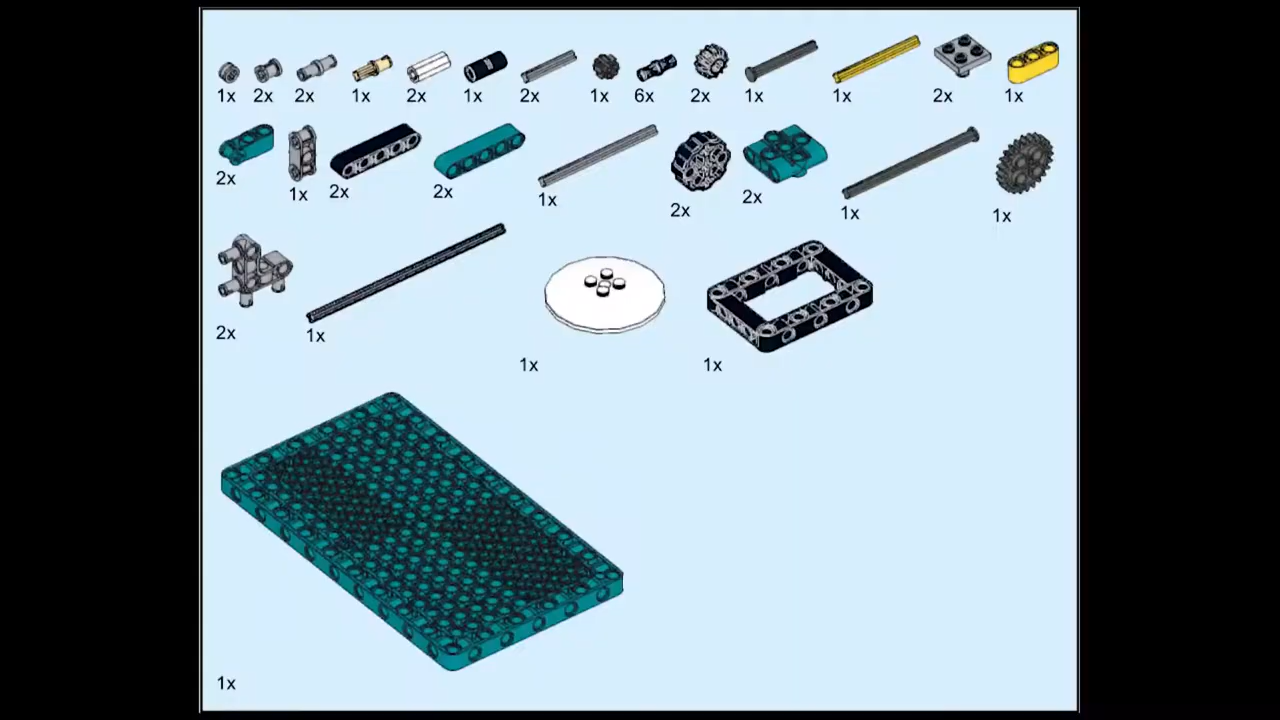 1x 2x 2x 1x 2x 1x 2x 1x 6x 2x 1x 1x 2x 1x
2x 1x 2x 2x 1x 2x 2x 1x 1x
2x 1x 1x 1x
1x